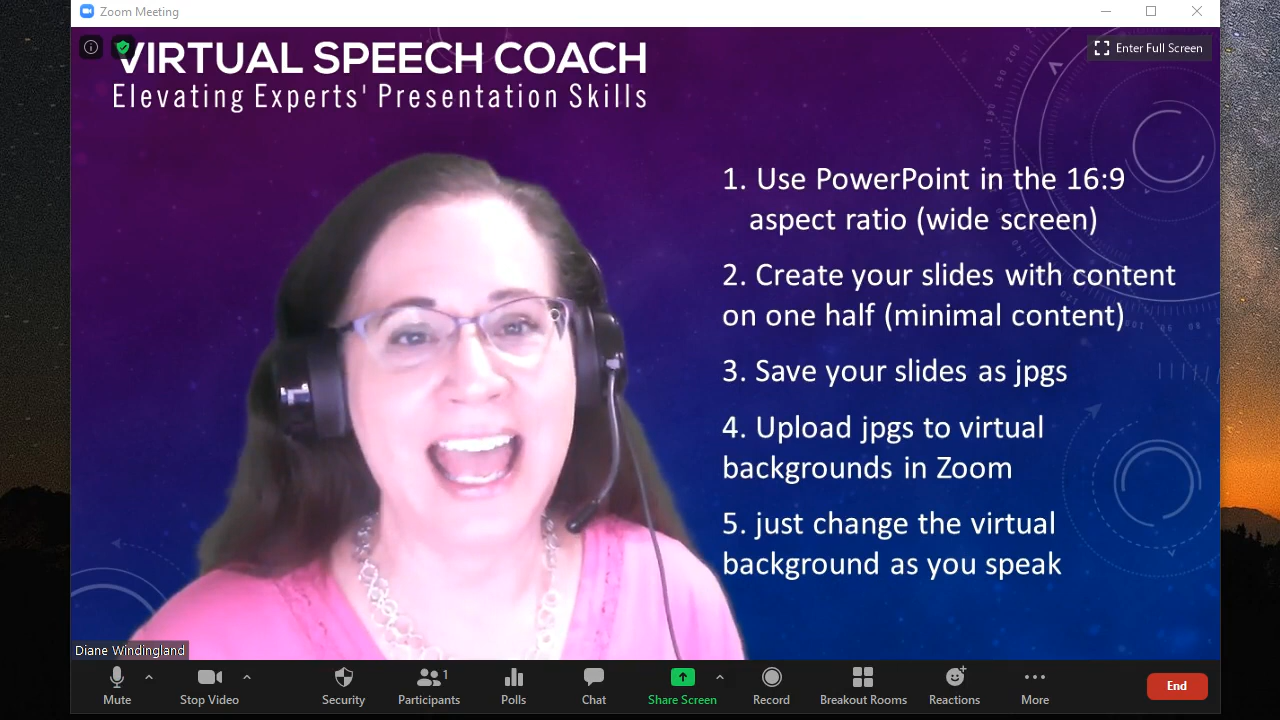 Zoom Meeting
VIRTUAL SPEECH COACH
Enter Full Screen
Elevating Experts' Presentation Skills
1. Use PowerPoint in the 16:9
aspect ratio (wide screen)
2. Create your slides with content
on one half (minimal content)
3. Save your slides as jpgs
4. Upload jpgs to virtual
backgrounds in Zoom
5. just change the virtual
background as you speak
Diane Windingland
1
Mute
Stop Video
Security
Participants
Polls
Chat
Share Screen
Record
Breakout Rooms
Reactions
More
End